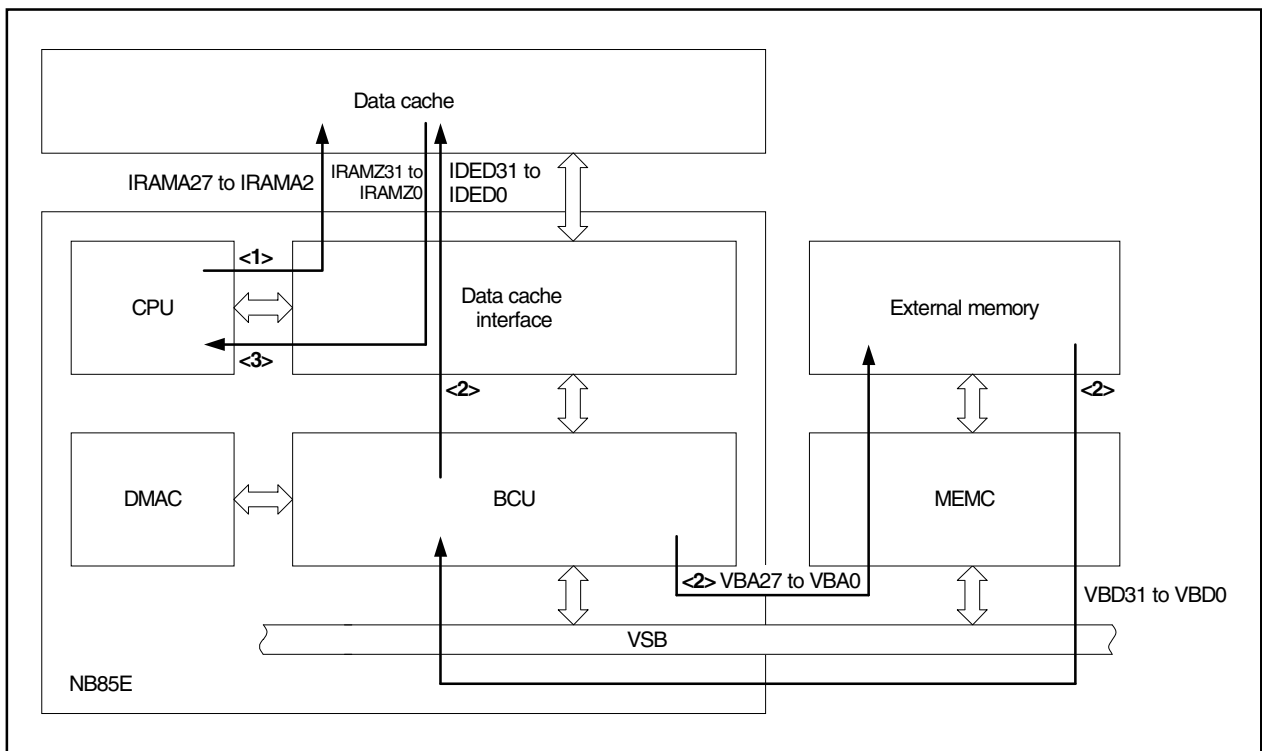 Data cache
IRAMA27 to IRAMA2
IRAMZ31 to
IRAMZ0
IDED31 to
IDED0
<1>
CPU
Data cache
interface
External memory
<3>
<2>
<2>
DMAC
BCU
MEMC
<2> VBA27 to VBA0
VBD31 to VBD0
VSB
NB85E